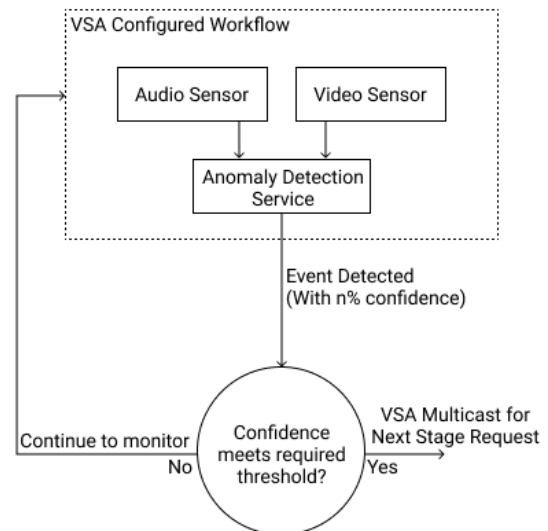 VSA Configured Workflow
Audio Sensor
Video Sensor
Anomaly Detection
Service
Event Detected
(With n% confidence)
Confidence
meets required
threshold?
Continue to monitor
No
Yes
VSA Multicast for
Next Stage Request